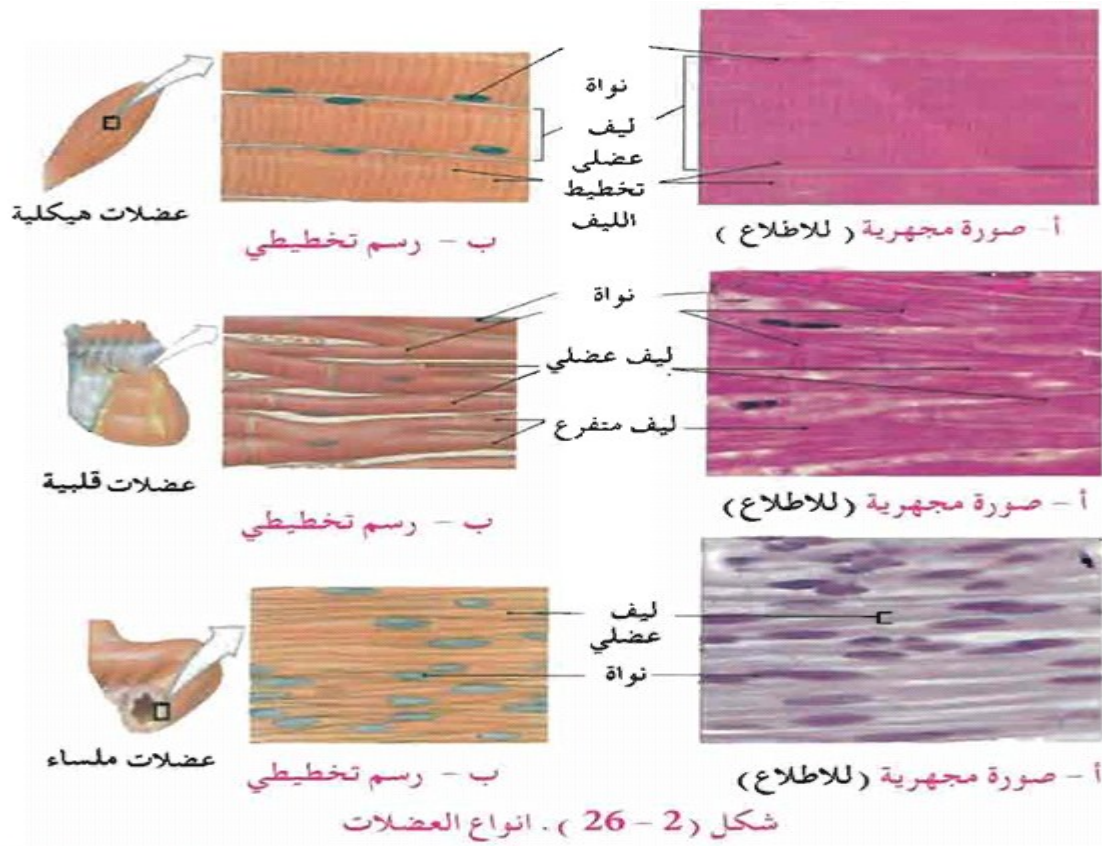 نواة
ليف
عضلي
تخطيط
الليف
عضلات هيكلية
أ - صورة مجهرية ( للاطلاع )
ب - رسم تخطيطي
نواة
ليف عضلي
ليف متفرع
عضلات قلبية
أ - صورة مجهرية (للاطلاع)
ب - رسم تخطيطي
ليف
عضلي
نواة
عضلات ملساء
أ - صورة مجهرية (للاطلاع)
ب - رسم تخطيطي
شكل (2 - 26 ) . انواع العضلات